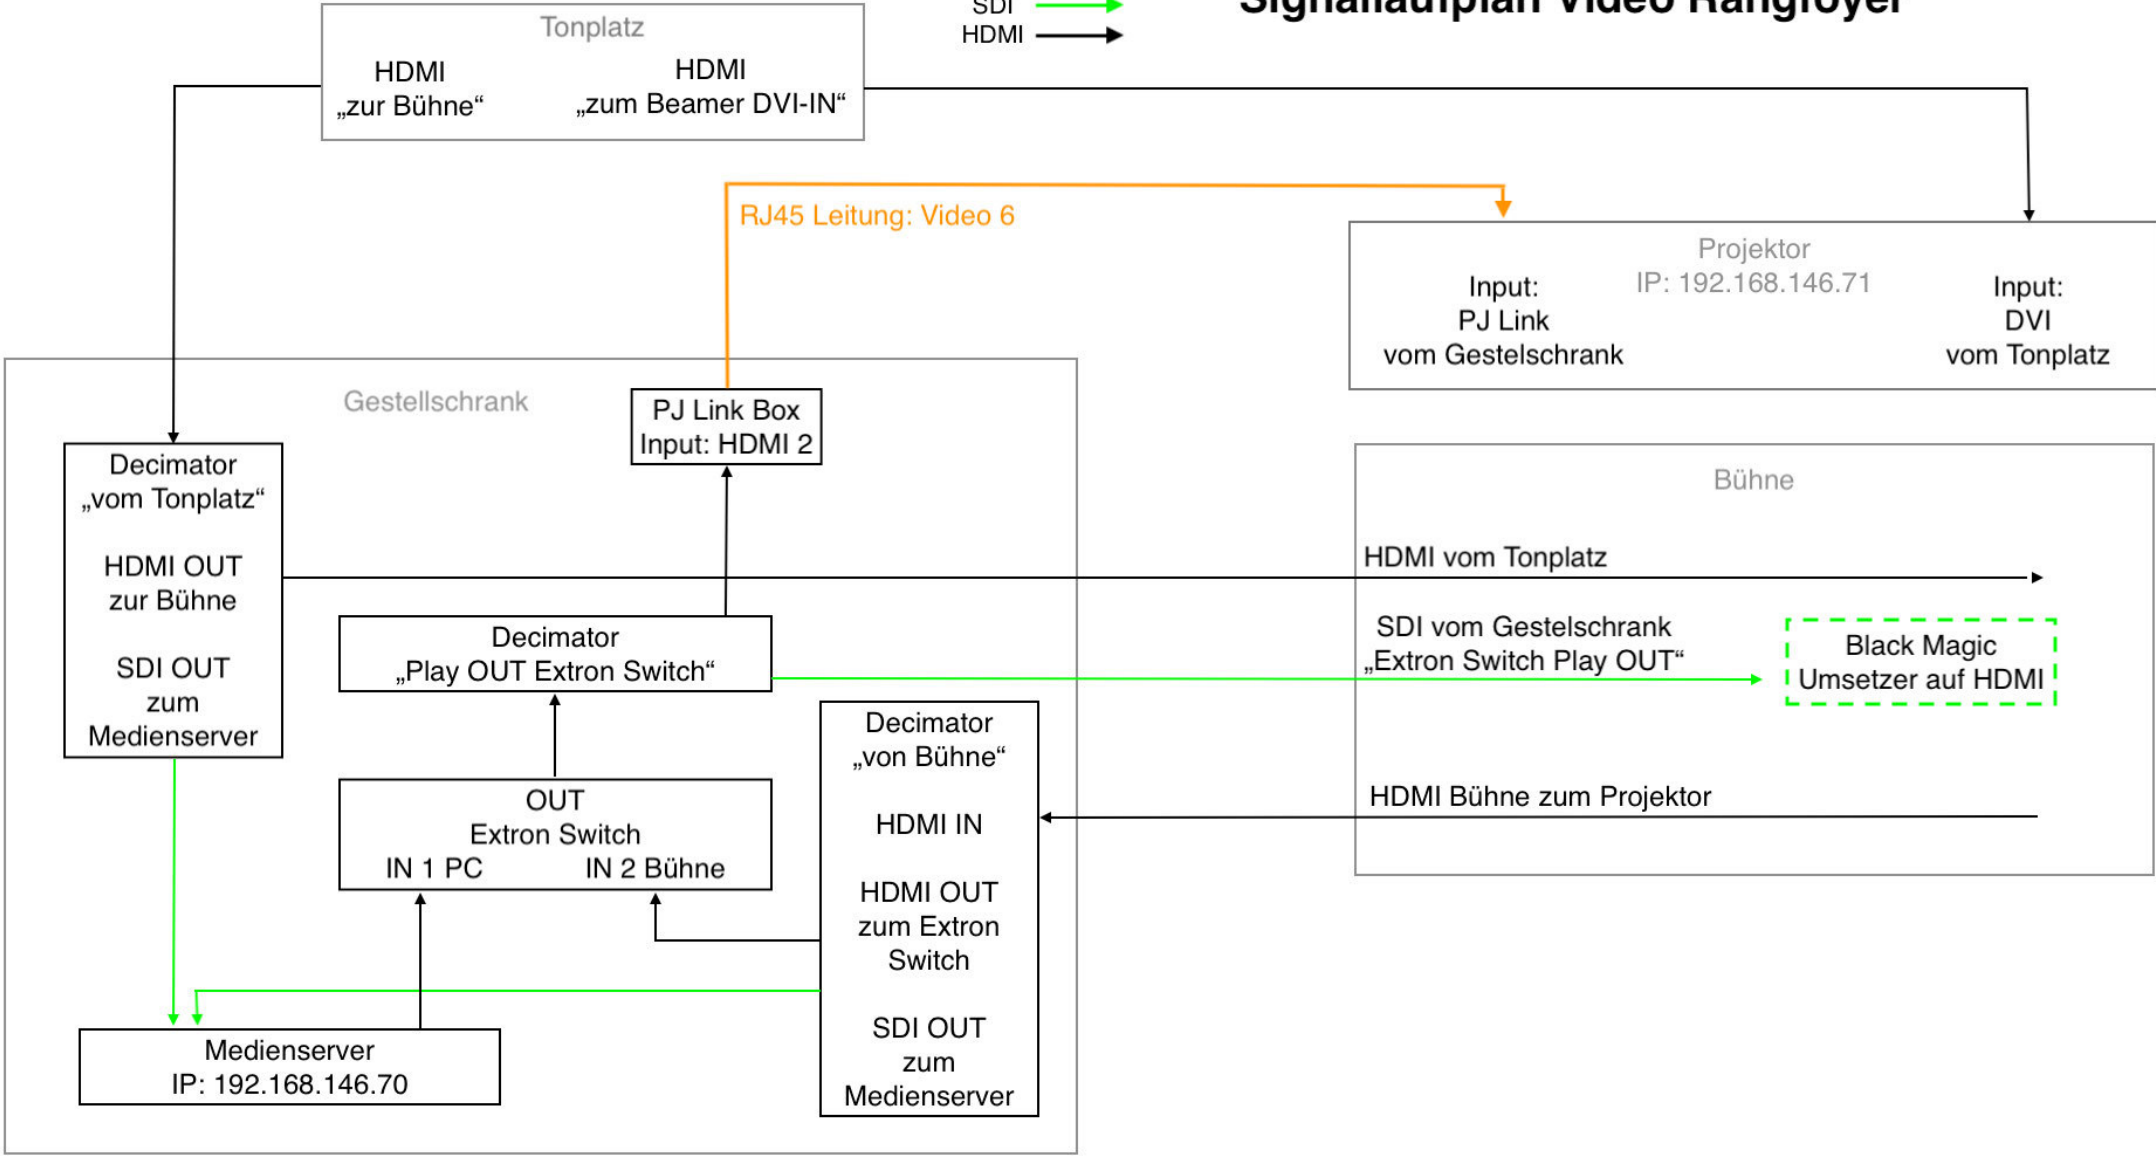 SDI
HDMI
Signallaufplan Video Rangfoyer
Tonplatz
HDMI
„zur Bühne“
HDMI
„zum Beamer DVI-IN“
RJ45 Leitung: Video 6
Projektor
IP: 192.168.146.71
Input:
PJ Link
vom Gestelschrank
Input:
DVI
vom Tonplatz
Gestellschrank
PJ Link Box
Input: HDMI 2
Decimator
„vom Tonplatz“
HDMI OUT
zur Bühne
SDI OUT
zum
Medienserver
Bühne
HDMI vom Tonplatz
SDI vom Gestelschrank
„Extron Switch Play OUT“
Black Magic
Umsetzer auf HDMI
HDMI Bühne zum Projektor
Decimator
„Play OUT Extron Switch“
OUT
Extron Switch
IN 1 PC
IN 2 Bühne
Decimator
„von Bühne“
HDMI IN
HDMI OUT
zum Extron
Switch
SDI OUT
zum
Medienserver
Medienserver
IP: 192.168.146.70